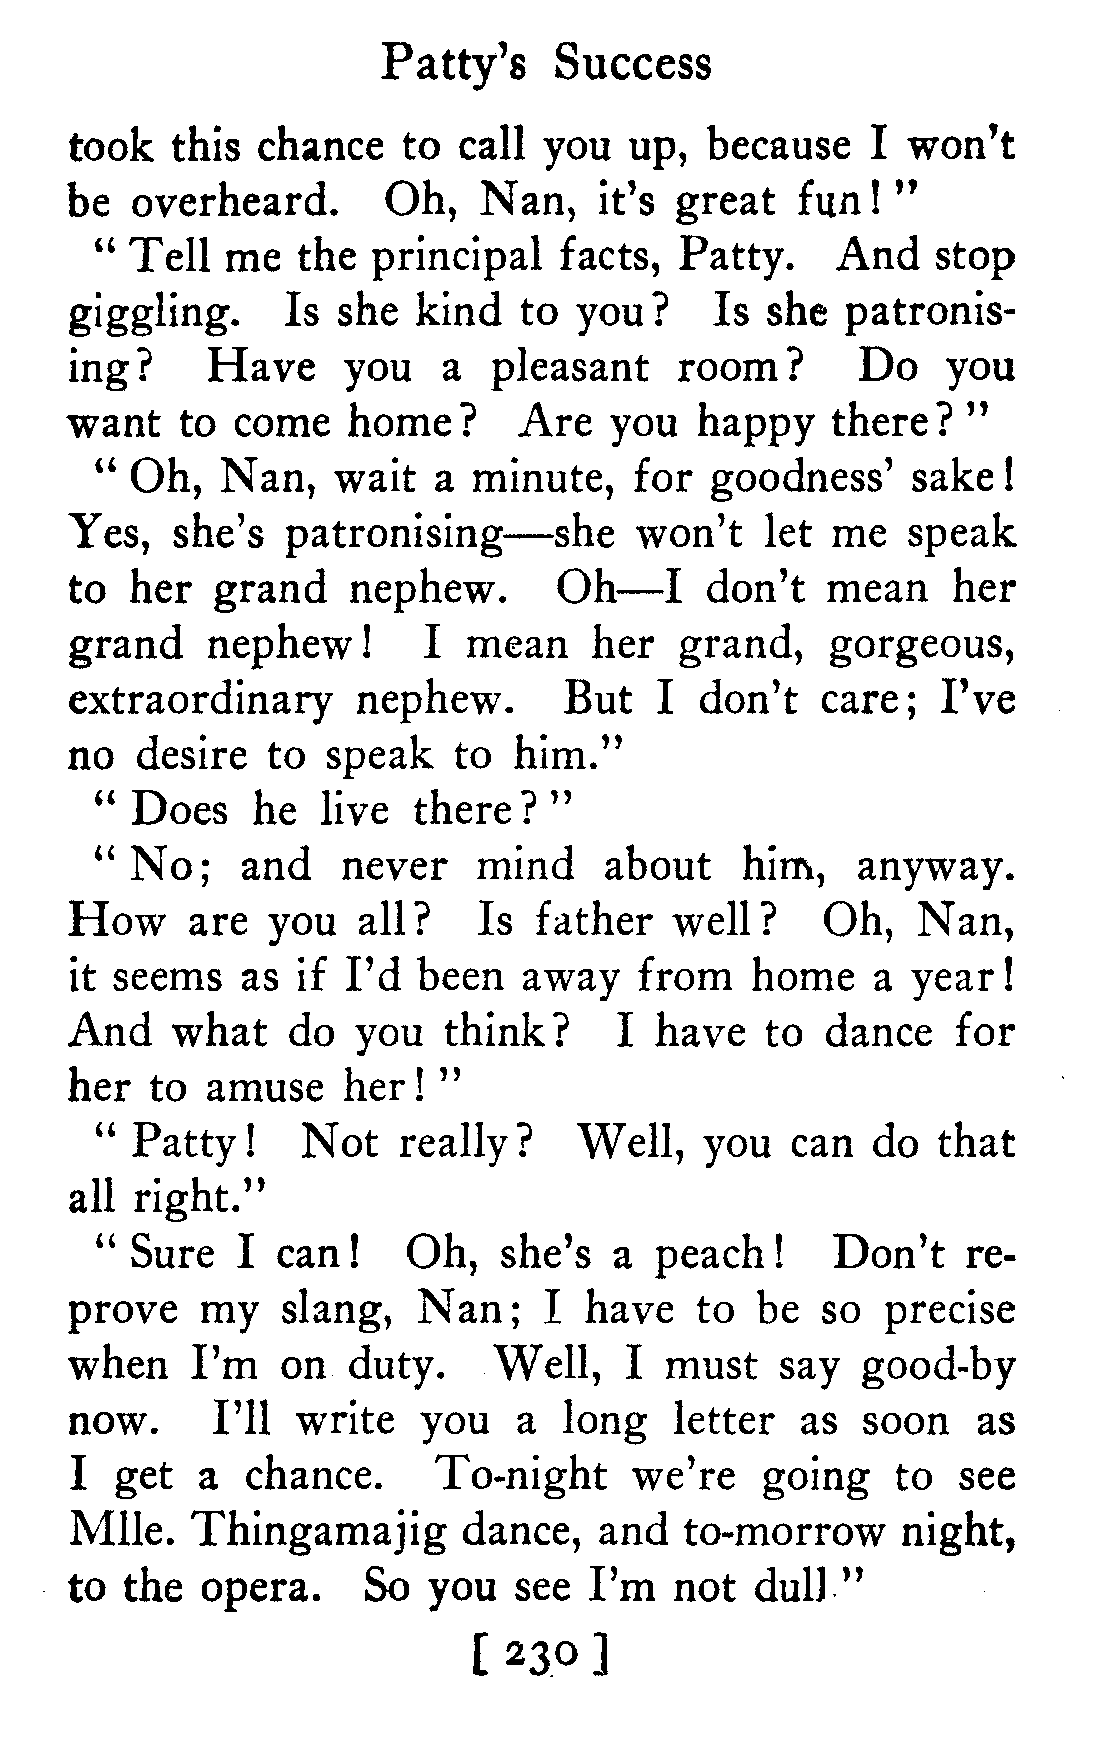 Patty's Success
took this chance to call you up, because I won't
be overheard. Oh, Nan, it's great fun!"
"Tell me the principal facts, Patty. And stop
giggling. Is she kind to you? Is she patronis-
ing? Have you a pleasant room? Do you
want to come home? Are you happy there?"
"Oh, Nan, wait a minute, for goodness' sake!
Yes, she's patronising—she won't let me speak
to her grand nephew. Oh—I don't mean her
grand nephew! I mean her grand, gorgeous,
extraordinary nephew. But I don't care; I've
no desire to speak to him."
"Does he live there?"
"No; and never mind about him, anyway.
How are you all? Is father well? Oh, Nan,
it seems as if I'd been away from home a year!
And what do you think? I have to dance for
her to amuse her!"
"Patty! Not really? Well, you can do that
all right."
"Sure I can! Oh, she's a peach! Don't re-
prove my slang, Nan; I have to be so precise
when I'm on duty. Well, I must say good-by
now. I'll write you a long letter as soon as
I get a chance. To-night we're going to see
Mlle. Thingamajig dance, and to-morrow night,
to the opera. So you see I'm not dull."
[ 230 ]